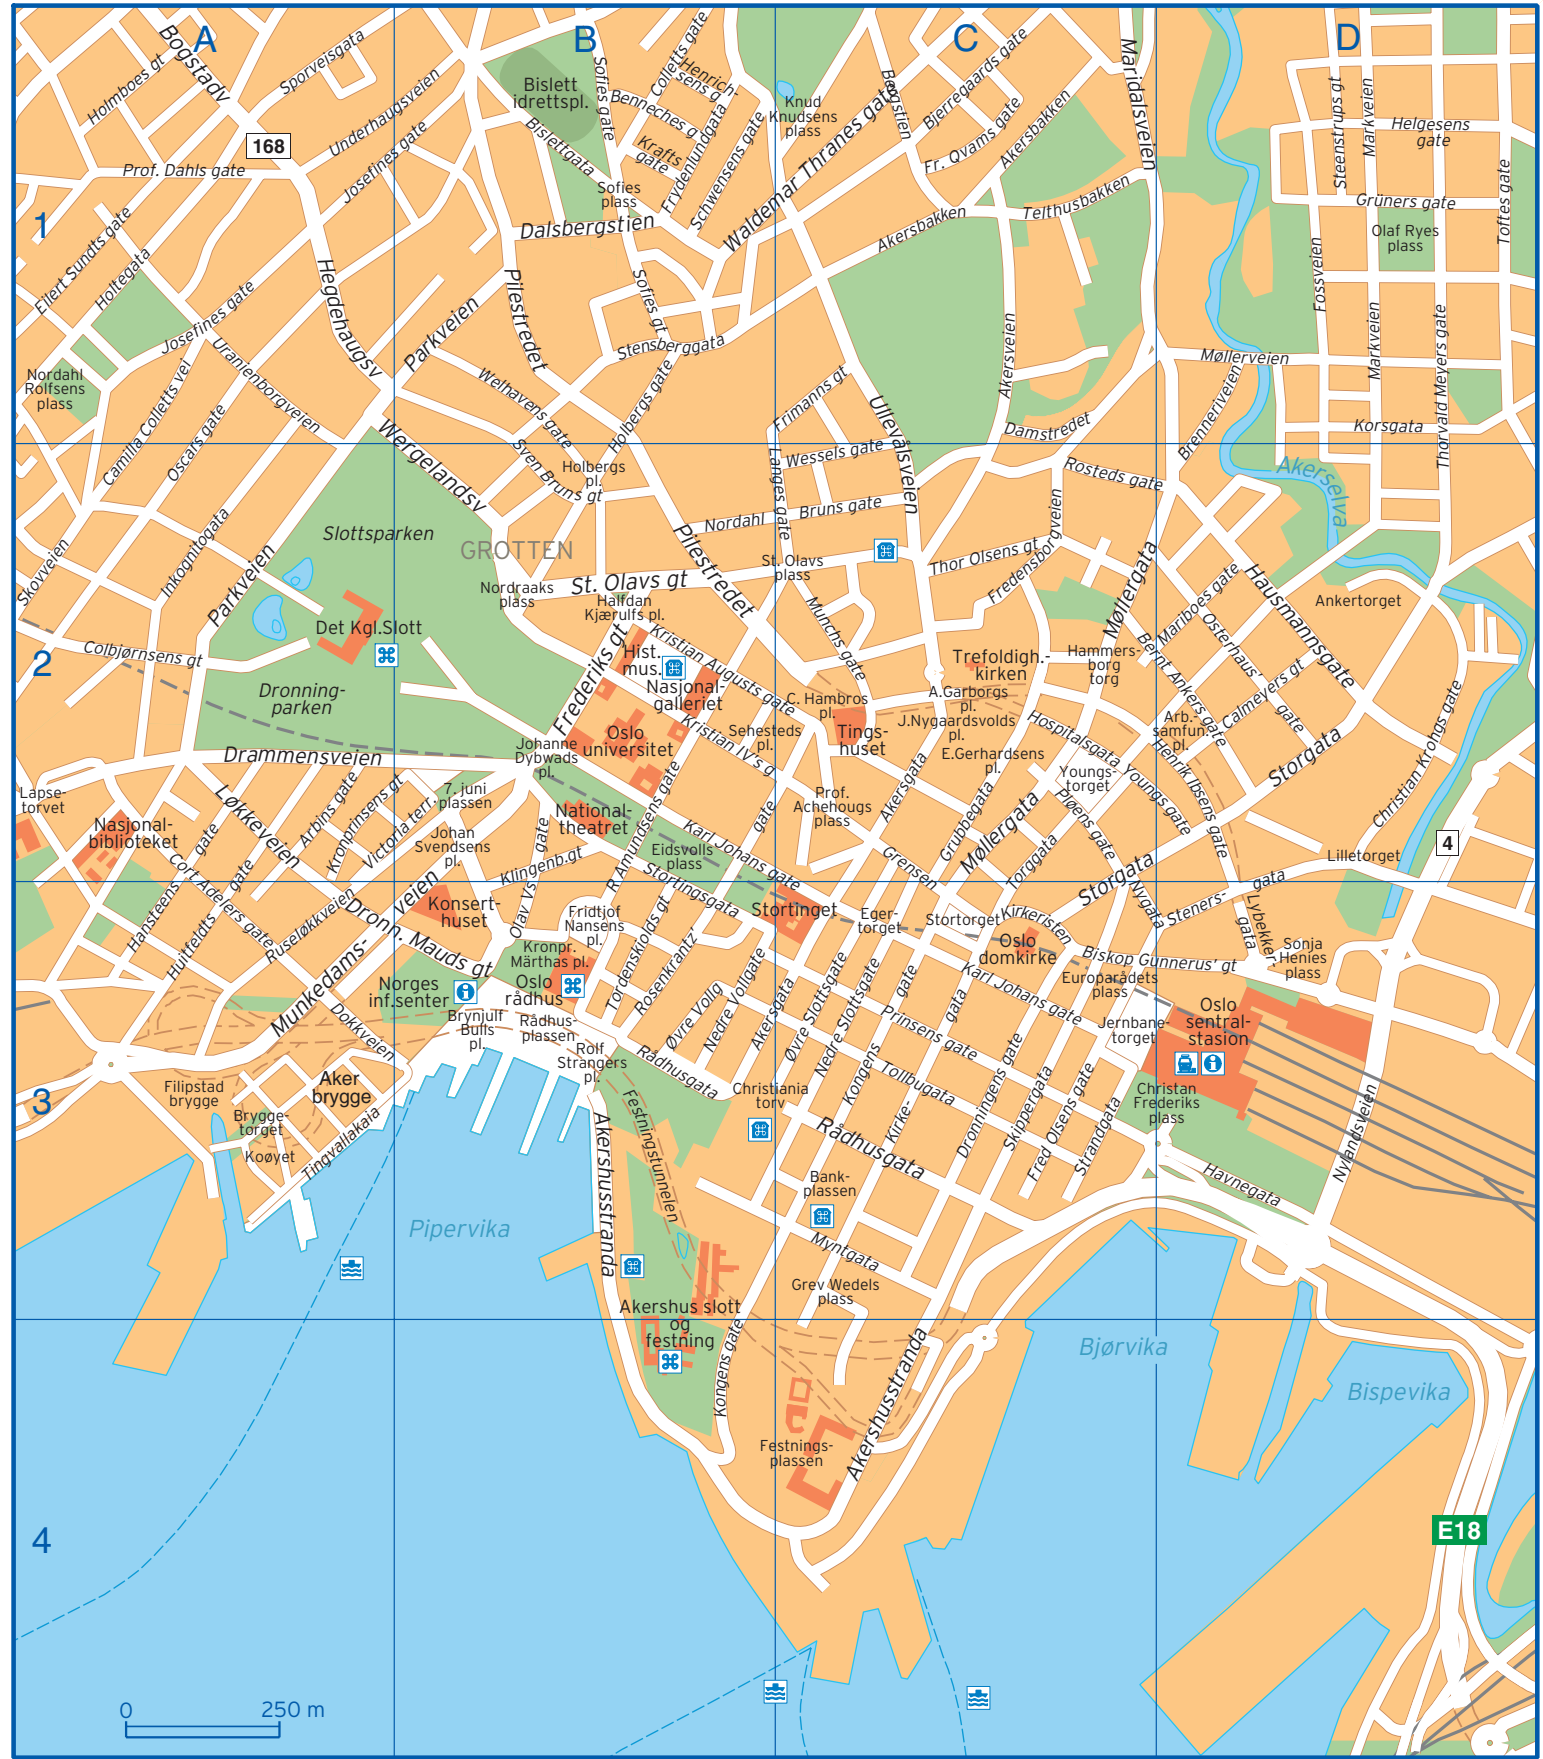 A
B
C
D
1
2
3
4
Bogstadv
Holmboes gt
Sporveisgata
Underhaugsveien
Josefines gate
168
Prof. Dahls gate
Eilert Sundts gate
Holtegata
Josefines gate
Hegdehaugsv
Uranienborgveien
Nordahl
Rolfsens
plass
Camilla Colletts vei
Oscars gate
Parkveien
Bislett
idrettspl.
Bislettgata
Sofies gate
Colletts gate
Henrich-
sens g
Benneches g
Krafts
gate
Frydenlundgata
Schwensens gate
Sofies
plass
Dalsbergstien
Pilestredet
Sofies gt
Stensberggata
Welhavens gate
Holbergs gate
Knud
Knudsens
plass
Waldemar Thranes gate
Bergstien
Bjerregaards gate
Fr. Qvams gate
Akersbakken
Akersbakken
Telthusbakken
Maridalsveien
Akersveien
Frimanns gt
Ullevålsveien
Damstredet
Steenstrups gt
Markveien
Helgesens
gate
Grüners gate
Olaf Ryes
plass
Toftes gate
Fossveien
Markveien
Thorvald Meyers gate
Møllerveien
Brenneriveien
Korsgata
Akerselva
Wergelandsv
Sven Bruns gt
Holbergs
pl.
Slottsparken
GROTTEN
Nordraaks
plass
St. Olavs gt
Halfdan
Kjærulfs pl.
Skovveien
Inkognitogata
Parkveien
Det Kgl.Slott
Colbjørnsens gt
Dronning-
parken
Drammensveien
Frederiks gt
Hist.
mus.
Nasjonal-
galleriet
Kristian Augusts gate
Oslo
universitet
Kristian IV's g
Johanne
Dybwads
pl.
Sehesteds
pl.
Wessels gate
Langes gate
Nordahl
Bruns gate
St. Olavs
plass
Pilestredet
Munchs gate
C. Hambros
pl.
Tings-
huset
Thor Olsens gt
Fredensborgveien
Rosteds gate
Trefoldigh.-
kirken
A.Garborgs
pl.
J.Nygaardsvolds
pl.
E.Gerhardsens
pl.
Hammers-
borg
torg
Møllergata
Mariboes gate
Bernt Ankers gate
Osterhaus'
gate
Hausmannsgate
Calmeyers gt
Arb.-
samfun.
pl.
Hospitalsgata
Henrik Ibsens gate
Youngs-
torget
Youngs gate
Pløens gate
Torggata
Møllergata
Grubbegata
Akersgata
Prof.
Achehougs
plass
Grensen
Storgata
Storgata
Ankertorget
Christian Krohgs gate
Lilletorget
4
Lapse-
torvet
Nasjonal-
biblioteket
Løkkeveien
Arbins gate
Kronprinsens gt
Victoria terr.
7. juni
plassen
Johan
Svendsens
pl.
National-
theatret
Klingenb.gt
R Amundsens gate
Eidsvolls
plass
Karl Johans gate
gate
Stortingsgata
Cort Adelers gate
Hansteens
gate
Huitfeldts
gate
Ruseløkkveien
Munkedams-
veien
Dronn. Mauds gt
Konsert-
huset
Olav Vs
gate
Fridtjof
Nansens
pl.
Kronpr.
Märthas pl.
Oslo
rådhus
Tordenskiolds gt
Rosenkrantz'
Norges
inf.senter
Brynjulf
Bulls
pl.
Rådhus-
plassen
Rolf
Strangers
pl.
Dokkveien
Stortinget
Eger-
torget
Stortorget
Kirkeristen
Oslo
domkirke
Nygata
Steners-
gata
Lybekker
gata
Sonja
Henies
plass
Biskop Gunnerus' gt
Europarådets
plass
Karl Johans gate
Øvre Vollg
Nedre Vollgate
Akersgata
Øvre Slottsgate
Nedre Slottsgate
Kongens
gate
Kirke-
gata
Prinsens gate
Tollbugata
Dronningens gate
Skippergata
Fred Olsens gate
Strandgata
Jernbane-
torget
Oslo
sentral-
stasjon
Christan
Frederiks
plass
Nylandsveien
Havnegata
Filipstad
brygge
Aker
brygge
Brygge-
torget
Koøyet
Tingvallakaia
Pipervika
Rådhusgata
Christiania
torv
Rådhusgata
Festningstunnelen
Akershusstranda
Bank-
plassen
Myntgata
Grev Wedels
plass
Akershus slott
og
festning
Kongens gate
Festnings-
plassen
Akershusstranda
Bjørvika
Bispevika
E18
0
250 m